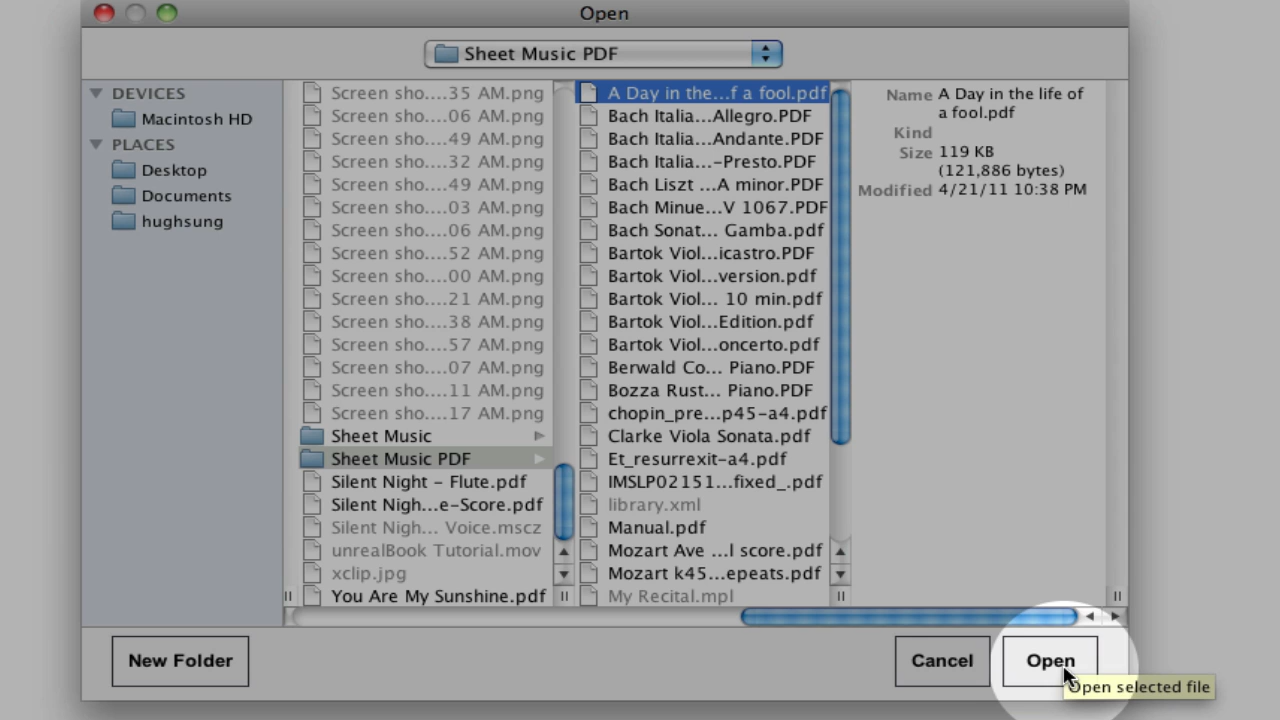 Open
Sheet Music PDF
DEVICES
Macintosh HD
PLACES
Desktop
Documents
hughsung
Screen sho....35 AM.png
Screen sho....06 AM.png
Screen sho....49 AM.png
Screen sho....32 AM.png
Screen sho....49 AM.png
Screen sho....03 AM.png
Screen sho....06 AM.png
Screen sho....52 AM.png
Screen sho....00 AM.png
Screen sho....21 AM.png
Screen sho....38 AM.png
Screen sho....57 AM.png
Screen sho....07 AM.png
Screen sho....11 AM.png
Screen sho....17 AM.png
Sheet Music
Sheet Music PDF
Silent Night – Flute.pdf
Silent Nigh...e-Score.pdf
Silent Nigh... Voice.mscz
unrealBook Tutorial.mov
xclip.jpg
You Are My Sunshine.pdf
A Day in the...f a fool.pdf
Bach Italia...Allegro.PDF
Bach Italia...Andante.PDF
Bach Italia...-Presto.PDF
Bach Liszt ...A minor.PDF
Bach Minue...V 1067.PDF
Bach Sonat... Gamba.pdf
Bartok Viol...icastro.PDF
Bartok Viol...version.pdf
Bartok Viol... 10 min.pdf
Bartok Viol...Edition.pdf
Bartok Viol...oncerto.pdf
Berwald Co... Piano.PDF
Bozza Rust... Piano.PDF
chopin_pre...p45-a4.pdf
Clarke Viola Sonata.pdf
Et_resurrexit-a4.pdf
IMSLP02151...fixed_.pdf
library.xml
Manual.pdf
Mozart Ave ...l score.pdf
Mozart k45...epeats.pdf
My Recital.mpl
Name A Day in the life of
a fool.pdf
Kind
Size 119 KB
(121,886 bytes)
Modified 4/21/11 10:38 PM
New Folder
Cancel
Open
Open selected file